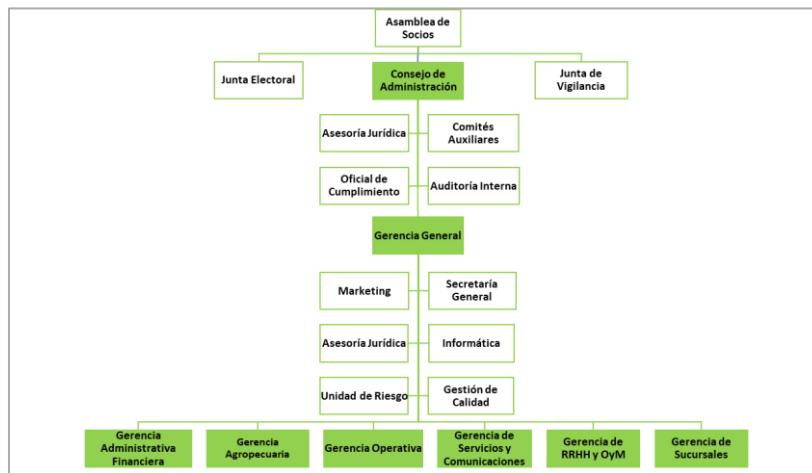 Asamblea de
Socios
Junta Electoral
Consejo de
Administración
Junta de
Vigilancia
Asesoría Jurídica
Comités
Auxiliares
Oficial de
Cumplimiento
Auditoría Interna
Gerencia General
Marketing
Secretaría
General
Asesoría Jurídica
Informática
Unidad de Riesgo
Gestión de
Calidad
Gerencia
Administrativa
Financiera
Gerencia
Agropecuaria
Gerencia Operativa
Gerencia de
Servicios y
Comunicaciones
Gerencia de
RRHH y OyM
Gerencia de
Sucursales